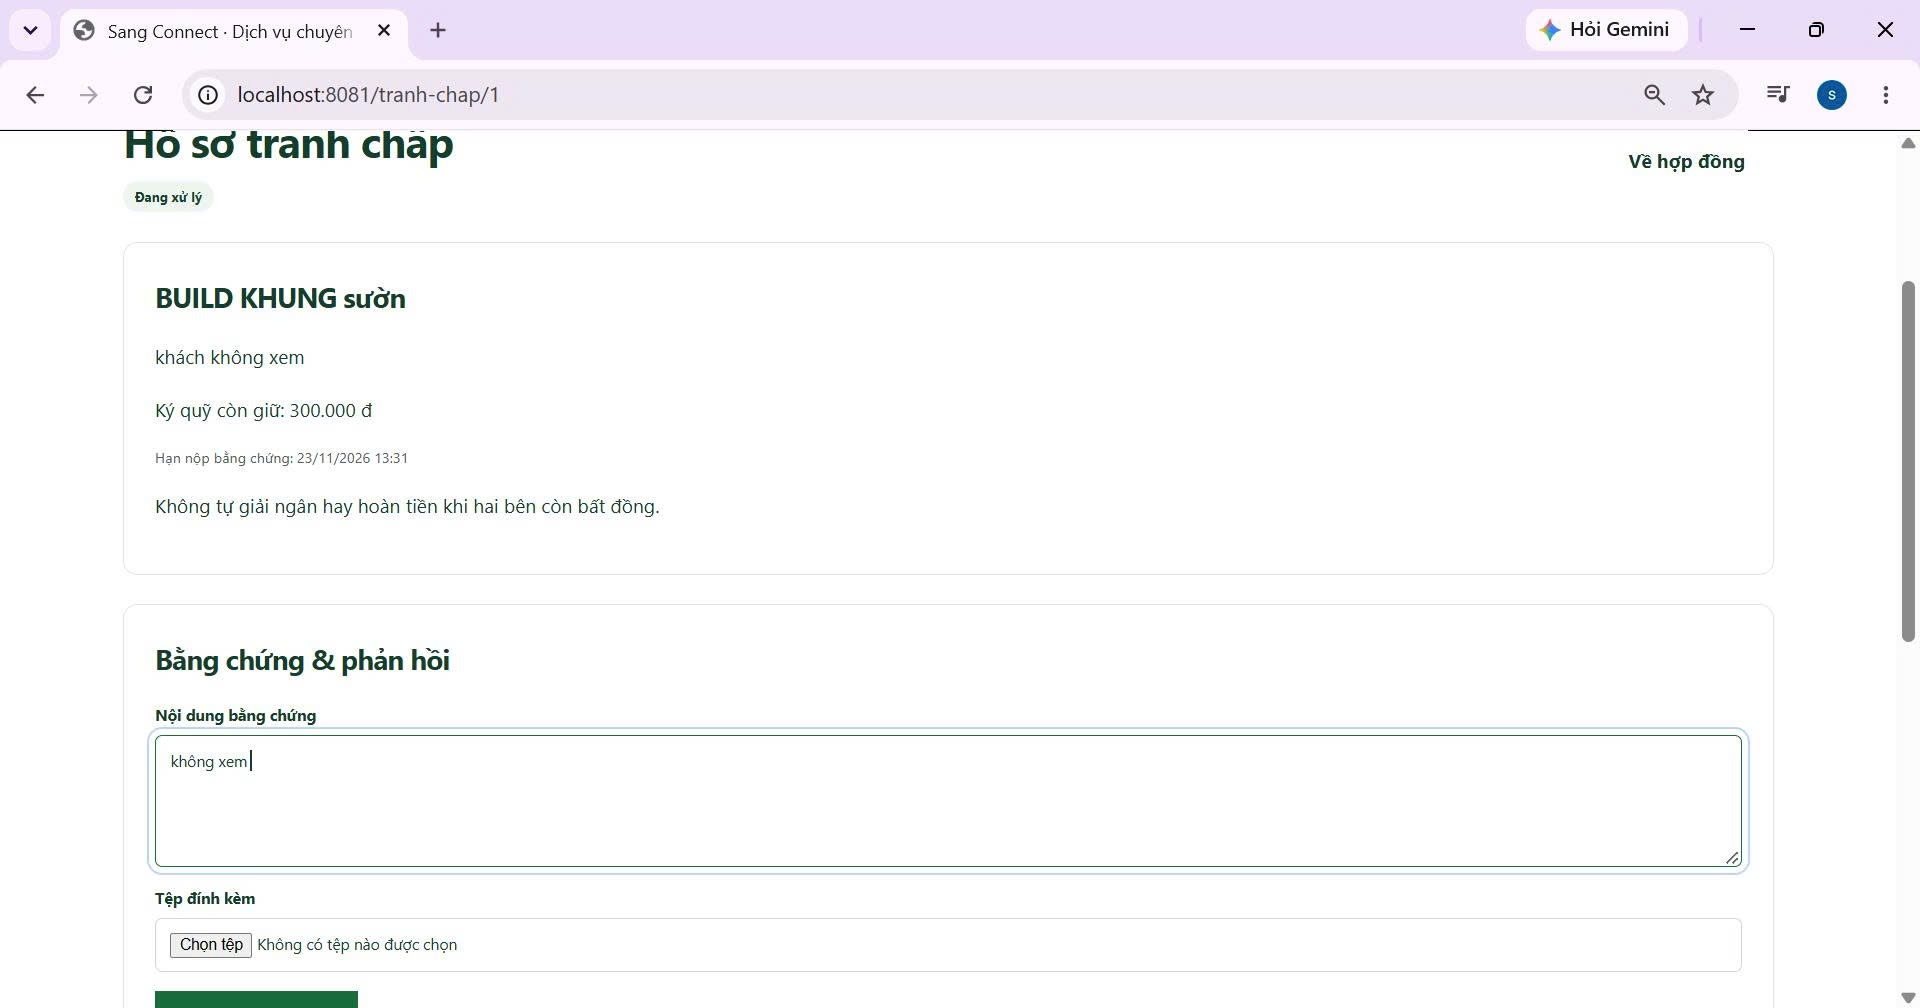 Sang Connect · Dịch vụ chuyên
Hỏi Gemini
localhost:8081/tranh-chap/1
S
Hồ sơ tranh chấp
Về hợp đồng
Đang xử lý
BUILD KHUNG sườn
khách không xem
Ký quỹ còn giữ: 300.000 đ
Hạn nộp bằng chứng: 23/11/2026 13:31
Không tự giải ngân hay hoàn tiền khi hai bên còn bất đồng.
Bằng chứng & phản hồi
Nội dung bằng chứng
không xem
Tệp đính kèm
Chọn tệp Không có tệp nào được chọn